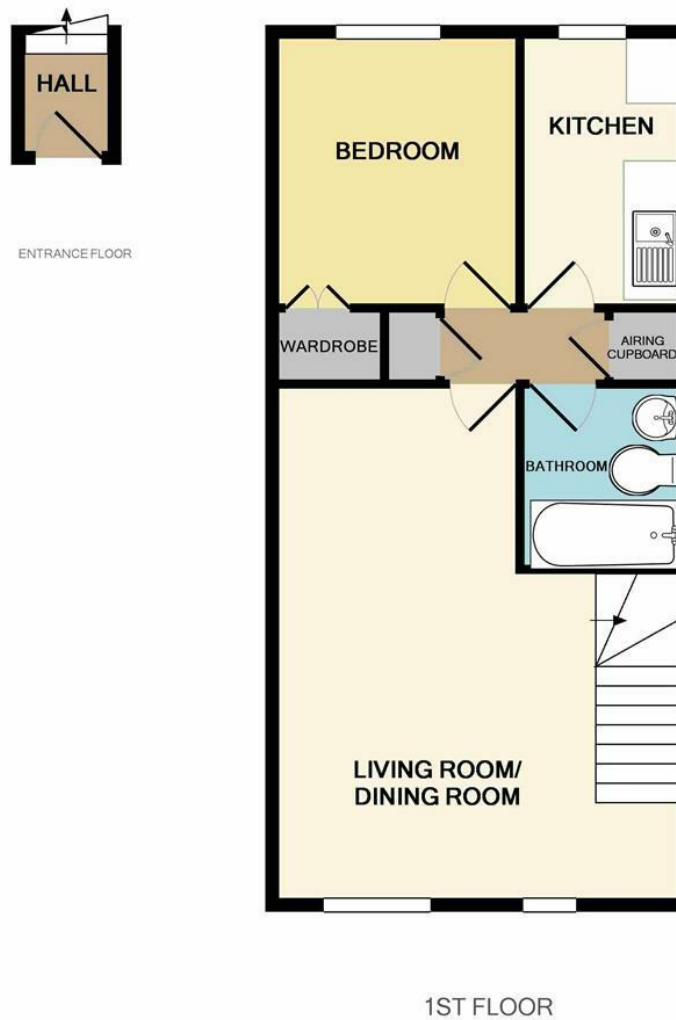 HALL
ENTRANCE FLOOR
BEDROOM
KITCHEN
WARDROBE
AIRING
CUPBOARD
BATHROOM
LIVING ROOM/
DINING ROOM
1ST FLOOR